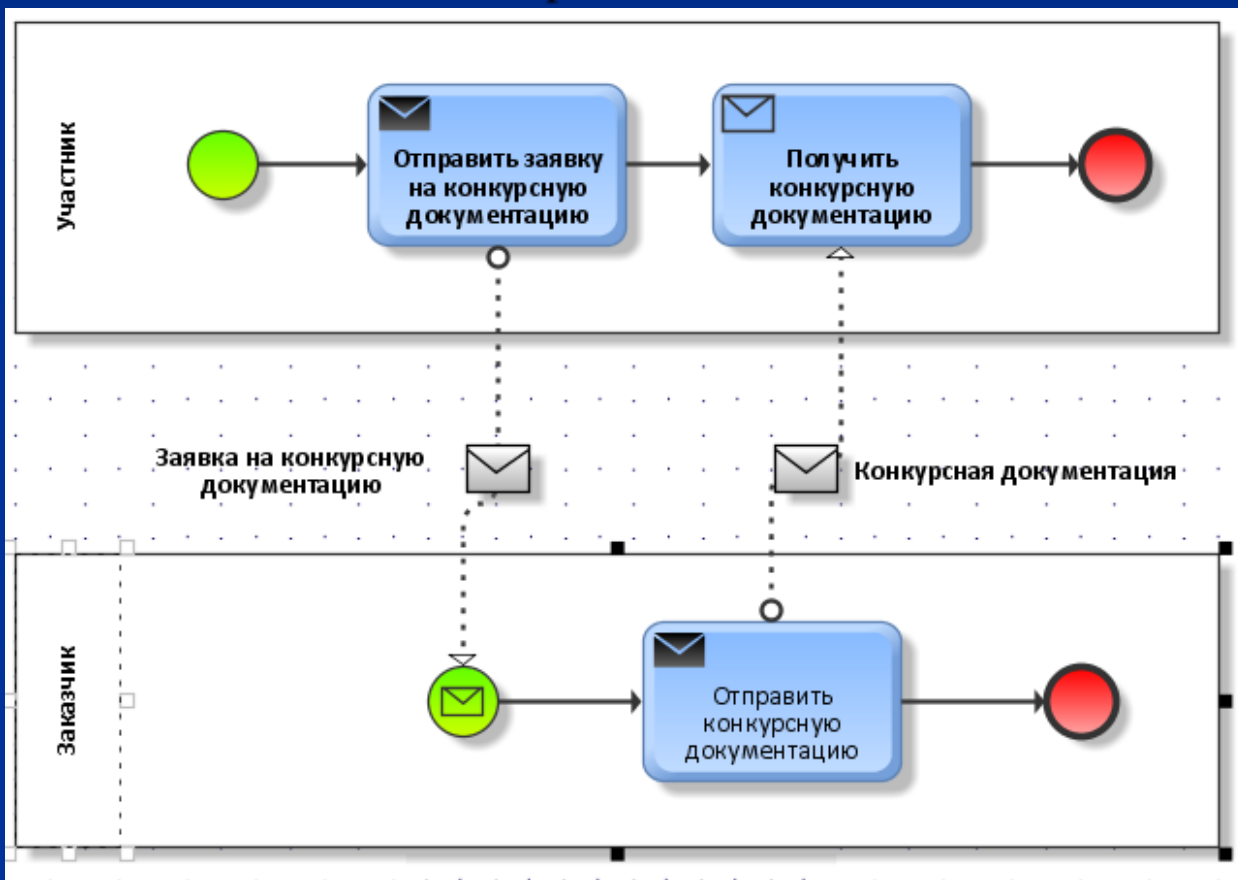 Участник
Отправить заявку
на конкурсную
документацию
Получить
конкурсную
документацию
Заявка на конкурсную
документацию
Конкурсная документация
Заказчик
Отправить
конкурсную
документацию